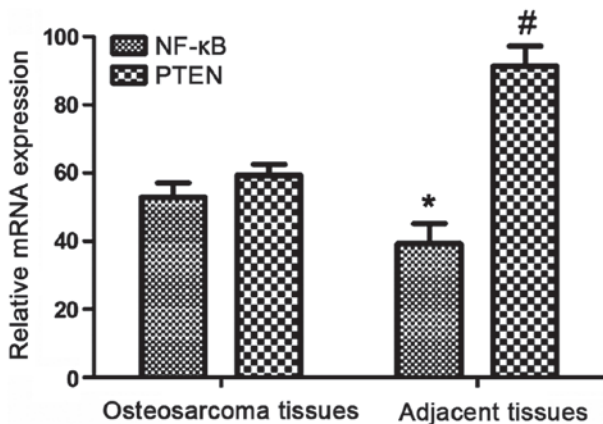 Relative mRNA expression
100
80
60
40
20
0
NF-κB
PTEN
*
#
Osteosarcoma tissues
Adjacent tissues